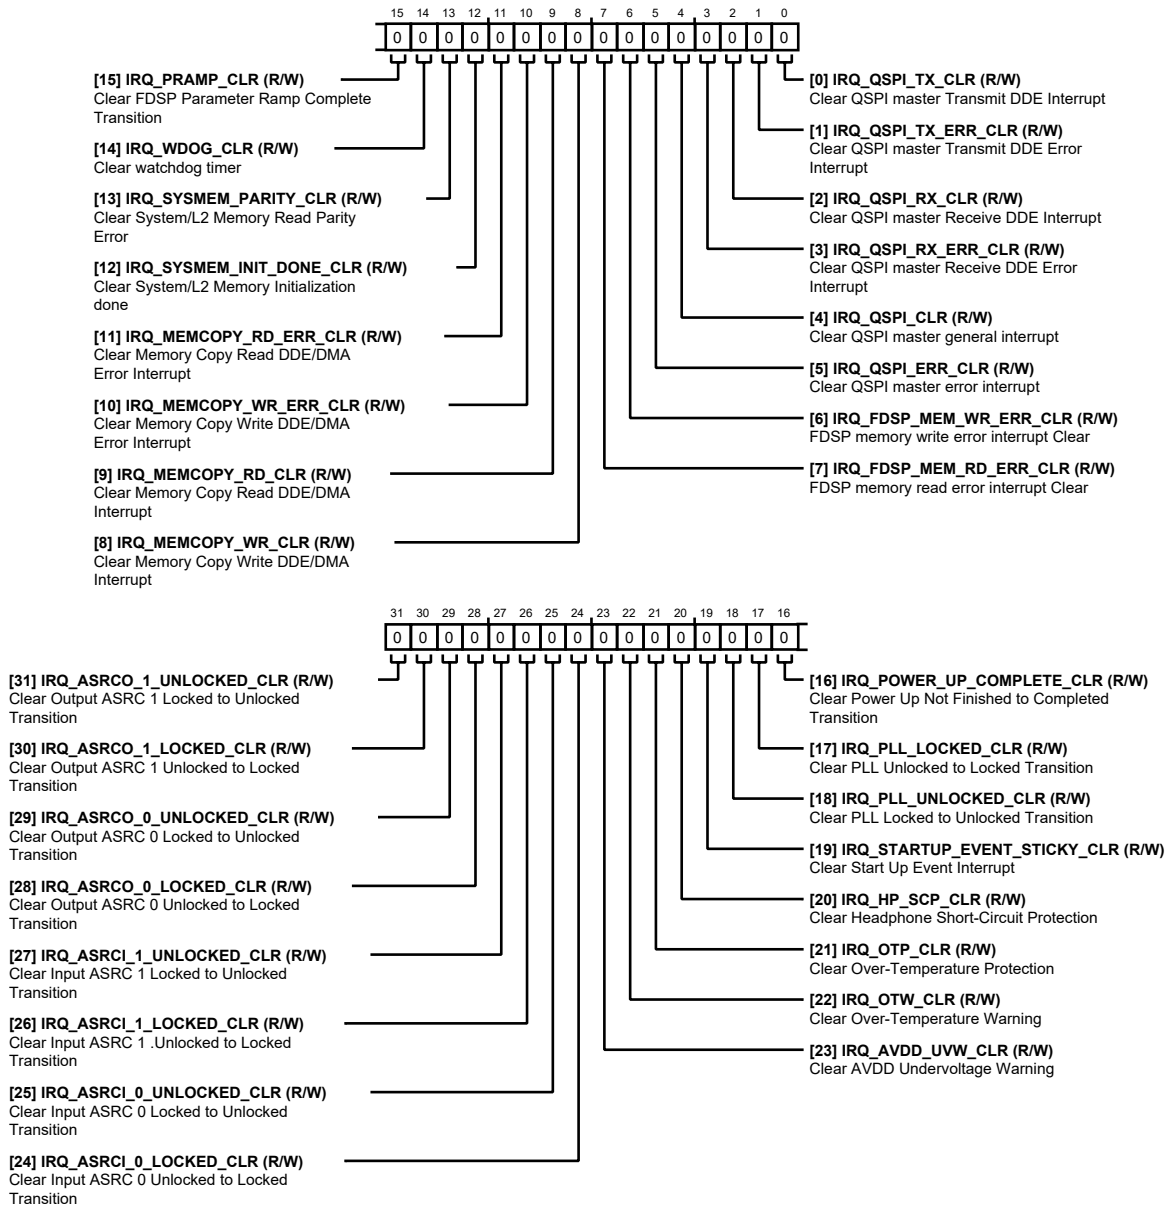 15 14 13 12 11 10 9 8 7 6 5 4 3 2 1 0
0 0 0 0 0 0 0 0 0 0 0 0 0 0 0 0
[15] IRQ_PRAMP_CLR (R/W)
Clear FDSP Parameter Ramp Complete
Transition
[14] IRQ_WDOG_CLR (R/W)
Clear watchdog timer
[13] IRQ_SYSMEM_PARITY_CLR (R/W)
Clear System/L2 Memory Read Parity
Error
[12] IRQ_SYSMEM_INIT_DONE_CLR (R/W)
Clear System/L2 Memory Initialization
done
[11] IRQ_MEMCOPY_RD_ERR_CLR (R/W)
Clear Memory Copy Read DDE/DMA
Error Interrupt
[10] IRQ_MEMCOPY_WR_ERR_CLR (R/W)
Clear Memory Copy Write DDE/DMA
Error Interrupt
[9] IRQ_MEMCOPY_RD_CLR (R/W)
Clear Memory Copy Read DDE/DMA
Interrupt
[8] IRQ_MEMCOPY_WR_CLR (R/W)
Clear Memory Copy Write DDE/DMA
Interrupt
[0] IRQ_QSPI_TX_CLR (R/W)
Clear QSPI master Transmit DDE Interrupt
[1] IRQ_QSPI_TX_ERR_CLR (R/W)
Clear QSPI master Transmit DDE Error
Interrupt
[2] IRQ_QSPI_RX_CLR (R/W)
Clear QSPI master Receive DDE Interrupt
[3] IRQ_QSPI_RX_ERR_CLR (R/W)
Clear QSPI master Receive DDE Error
Interrupt
[4] IRQ_QSPI_CLR (R/W)
Clear QSPI master general interrupt
[5] IRQ_QSPI_ERR_CLR (R/W)
Clear QSPI master error interrupt
[6] IRQ_FDSP_MEM_WR_ERR_CLR (R/W)
FDSP memory write error interrupt Clear
[7] IRQ_FDSP_MEM_RD_ERR_CLR (R/W)
FDSP memory read error interrupt Clear
31 30 29 28 27 26 25 24 23 22 21 20 19 18 17 16
0 0 0 0 0 0 0 0 0 0 0 0 0 0 0 0
[31] IRQ_ASRCO_1_UNLOCKED_CLR (R/W)
Clear Output ASRC 1 Locked to Unlocked
Transition
[30] IRQ_ASRCO_1_LOCKED_CLR (R/W)
Clear Output ASRC 1 Unlocked to Locked
Transition
[29] IRQ_ASRCO_0_UNLOCKED_CLR (R/W)
Clear Output ASRC 0 Locked to Unlocked
Transition
[28] IRQ_ASRCO_0_LOCKED_CLR (R/W)
Clear Output ASRC 0 Unlocked to Locked
Transition
[27] IRQ_ASRCI_1_UNLOCKED_CLR (R/W)
Clear Input ASRC 1 Locked to Unlocked
Transition
[26] IRQ_ASRCI_1_LOCKED_CLR (R/W)
Clear Input ASRC 1 .Unlocked to Locked
Transition
[25] IRQ_ASRCI_0_UNLOCKED_CLR (R/W)
Clear Input ASRC 0 Locked to Unlocked
Transition
[24] IRQ_ASRCI_0_LOCKED_CLR (R/W)
Clear Input ASRC 0 Unlocked to Locked
Transition
[16] IRQ_POWER_UP_COMPLETE_CLR (R/W)
Clear Power Up Not Finished to Completed
Transition
[17] IRQ_PLL_LOCKED_CLR (R/W)
Clear PLL Unlocked to Locked Transition
[18] IRQ_PLL_UNLOCKED_CLR (R/W)
Clear PLL Locked to Unlocked Transition
[19] IRQ_STARTUP_EVENT_STICKY_CLR (R/W)
Clear Start Up Event Interrupt
[20] IRQ_HP_SCP_CLR (R/W)
Clear Headphone Short-Circuit Protection
[21] IRQ_OTP_CLR (R/W)
Clear Over-Temperature Protection
[22] IRQ_OTW_CLR (R/W)
Clear Over-Temperature Warning
[23] IRQ_AVDD_UVW_CLR (R/W)
Clear AVDD Undervoltage Warning